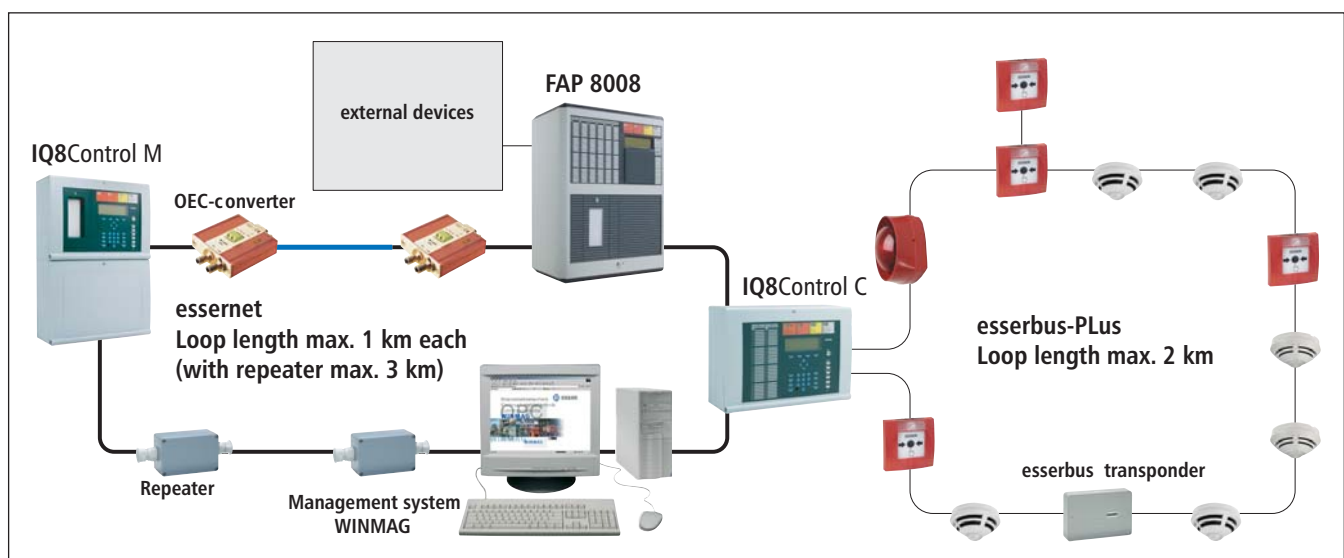 external devices
FAP 8008
IQ8Control M
OEC-converter
essernet
Loop length max. 1 km each
(with repeater max. 3 km)
IQ8Control C
esserbus-PLus
Loop length max. 2 km
Repeater
Management system
WINMAG
esserbus transponder